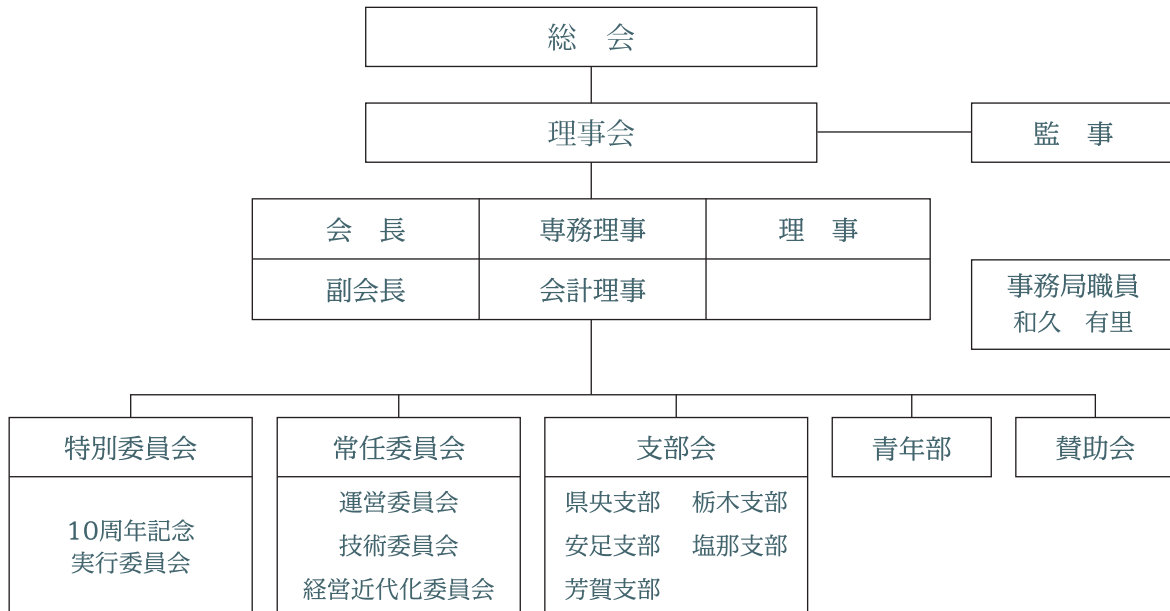 総　会
理事会
監　事
会　長
専務理事
理　事
副会長
会計理事
事務局職員
和久　有里
特別委員会
常任委員会
支部会
青年部
賛助会
10周年記念
実行委員会
運営委員会
技術委員会
経営近代化委員会
県央支部　栃木支部
安足支部　塩那支部
芳賀支部